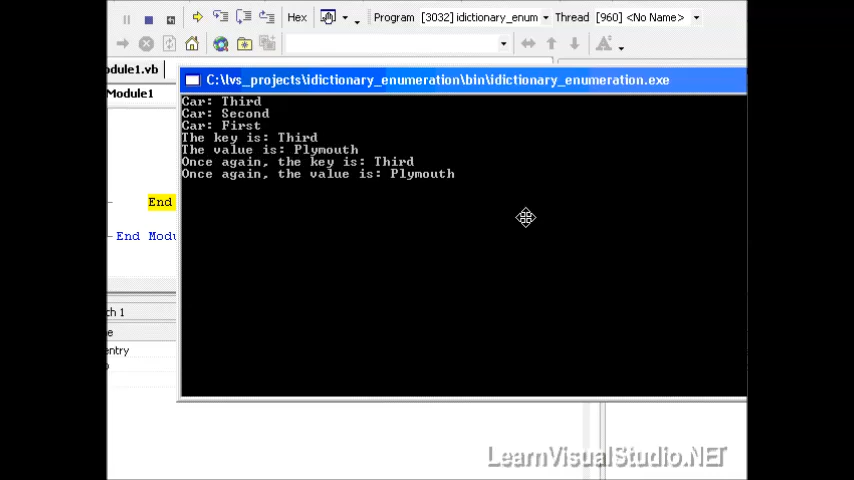 Hex Program [3032] idictionary_enum Thread [960] <No Name>
odule1.vb
Module1
C:\lvs_projects\idictionary_enumeration\bin\idictionary_enumeration.exe
Car: Third
Car: Second
Car: First
The key is: Third
The value is: Plymouth
Once again, the key is: Third
Once again, the value is: Plymouth
End
End Modu
tch 1
e
entry
LearnVisualStudio.NET